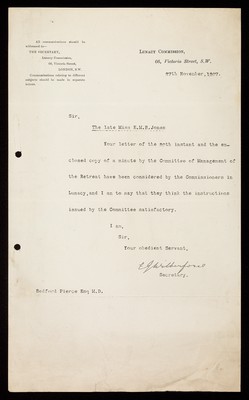 All communications should be
addressed to—
THE SECRETARY,
Lunacy Commission,
66, Victoria Street,
LONDON, S.W.
Communications relating to different
subjects should be made in separate
letters.
LUNACY COMMISSION,
66, Victoria Street, S.W.
November, 1907.
Sir,
The late Miss E.M.F. Jones
Your letter of the instant and the en-
closed copy of a minute by the Committee of Management of
the Retreat have been considered by the Commissioners in
Lunacy, and I am to say that they think the instructions
issued by the Committee satisfactory.
I am,
Sir,
Your obedient Servant,
Secretary.
Bedford Pierce Esq M.D.